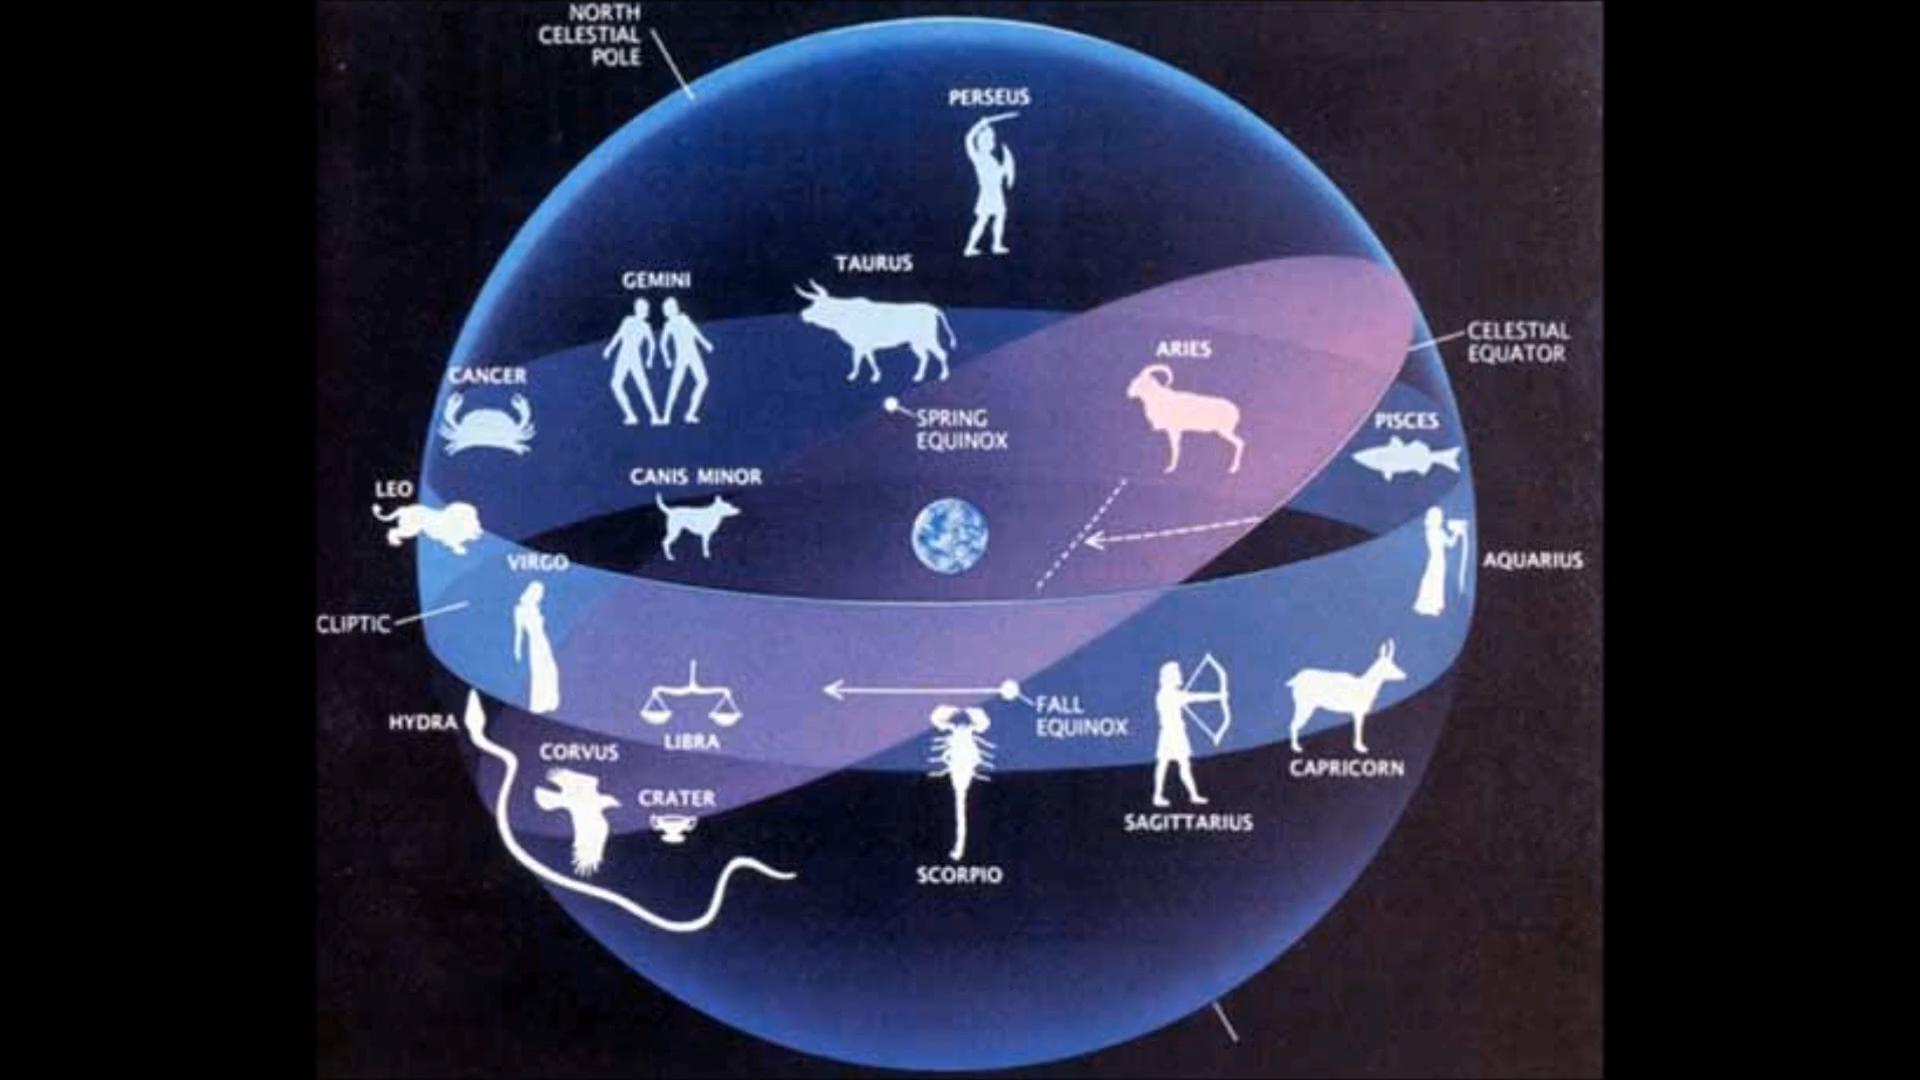 NORTH
CELESTIAL
POLE
PERSEUS
TAURUS
GEMINI
CELESTIAL
EQUATOR
ARIES
CANCER
PISCES
SPRING
EQUINOX
CANIS MINOR
LEO
VIRGO
AQUARIUS
CLIPTIC
FALL
EQUINOX
HYDRA
LIBRA
CORVUS
CAPRICORN
CRATER
SAGITTARIUS
SCORPIO